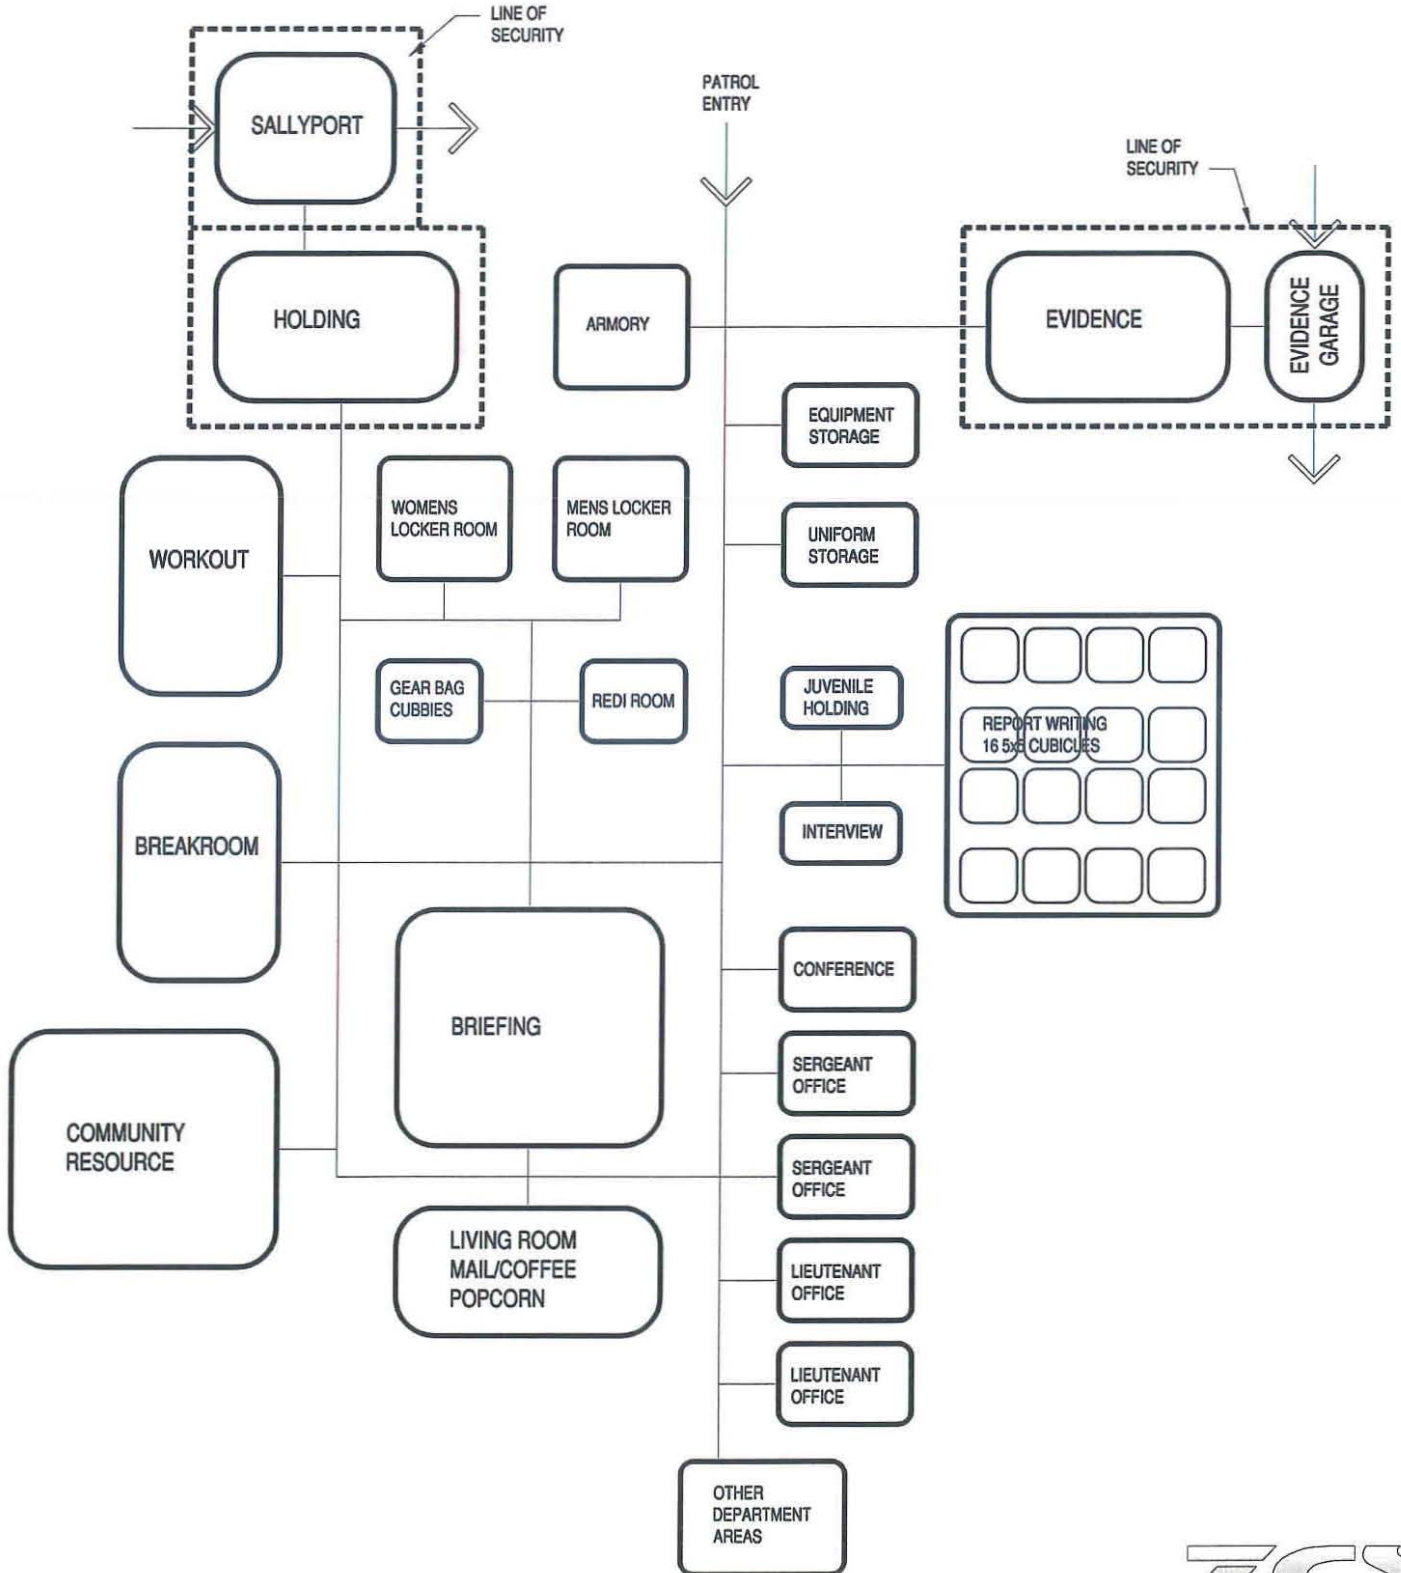 LINE OF
SECURITY
SALLYPORT
PATROL
ENTRY
LINE OF
SECURITY
HOLDING
ARMORY
EVIDENCE
EVIDENCE
GARAGE
EQUIPMENT
STORAGE
WORKOUT
WOMENS
LOCKER ROOM
MENS LOCKER
ROOM
UNIFORM
STORAGE
GEAR BAG
CUBBIES
REDI ROOM
JUVENILE
HOLDING
REPORT WRITING
16 5x5 CUBICLES
INTERVIEW
BREAKROOM
CONFERENCE
BRIEFING
SERGEANT
OFFICE
COMMUNITY
RESOURCE
SERGEANT
OFFICE
LIVING ROOM
MAIL/COFFEE
POPCORN
LIEUTENANT
OFFICE
LIEUTENANT
OFFICE
OTHER
DEPARTMENT
AREAS